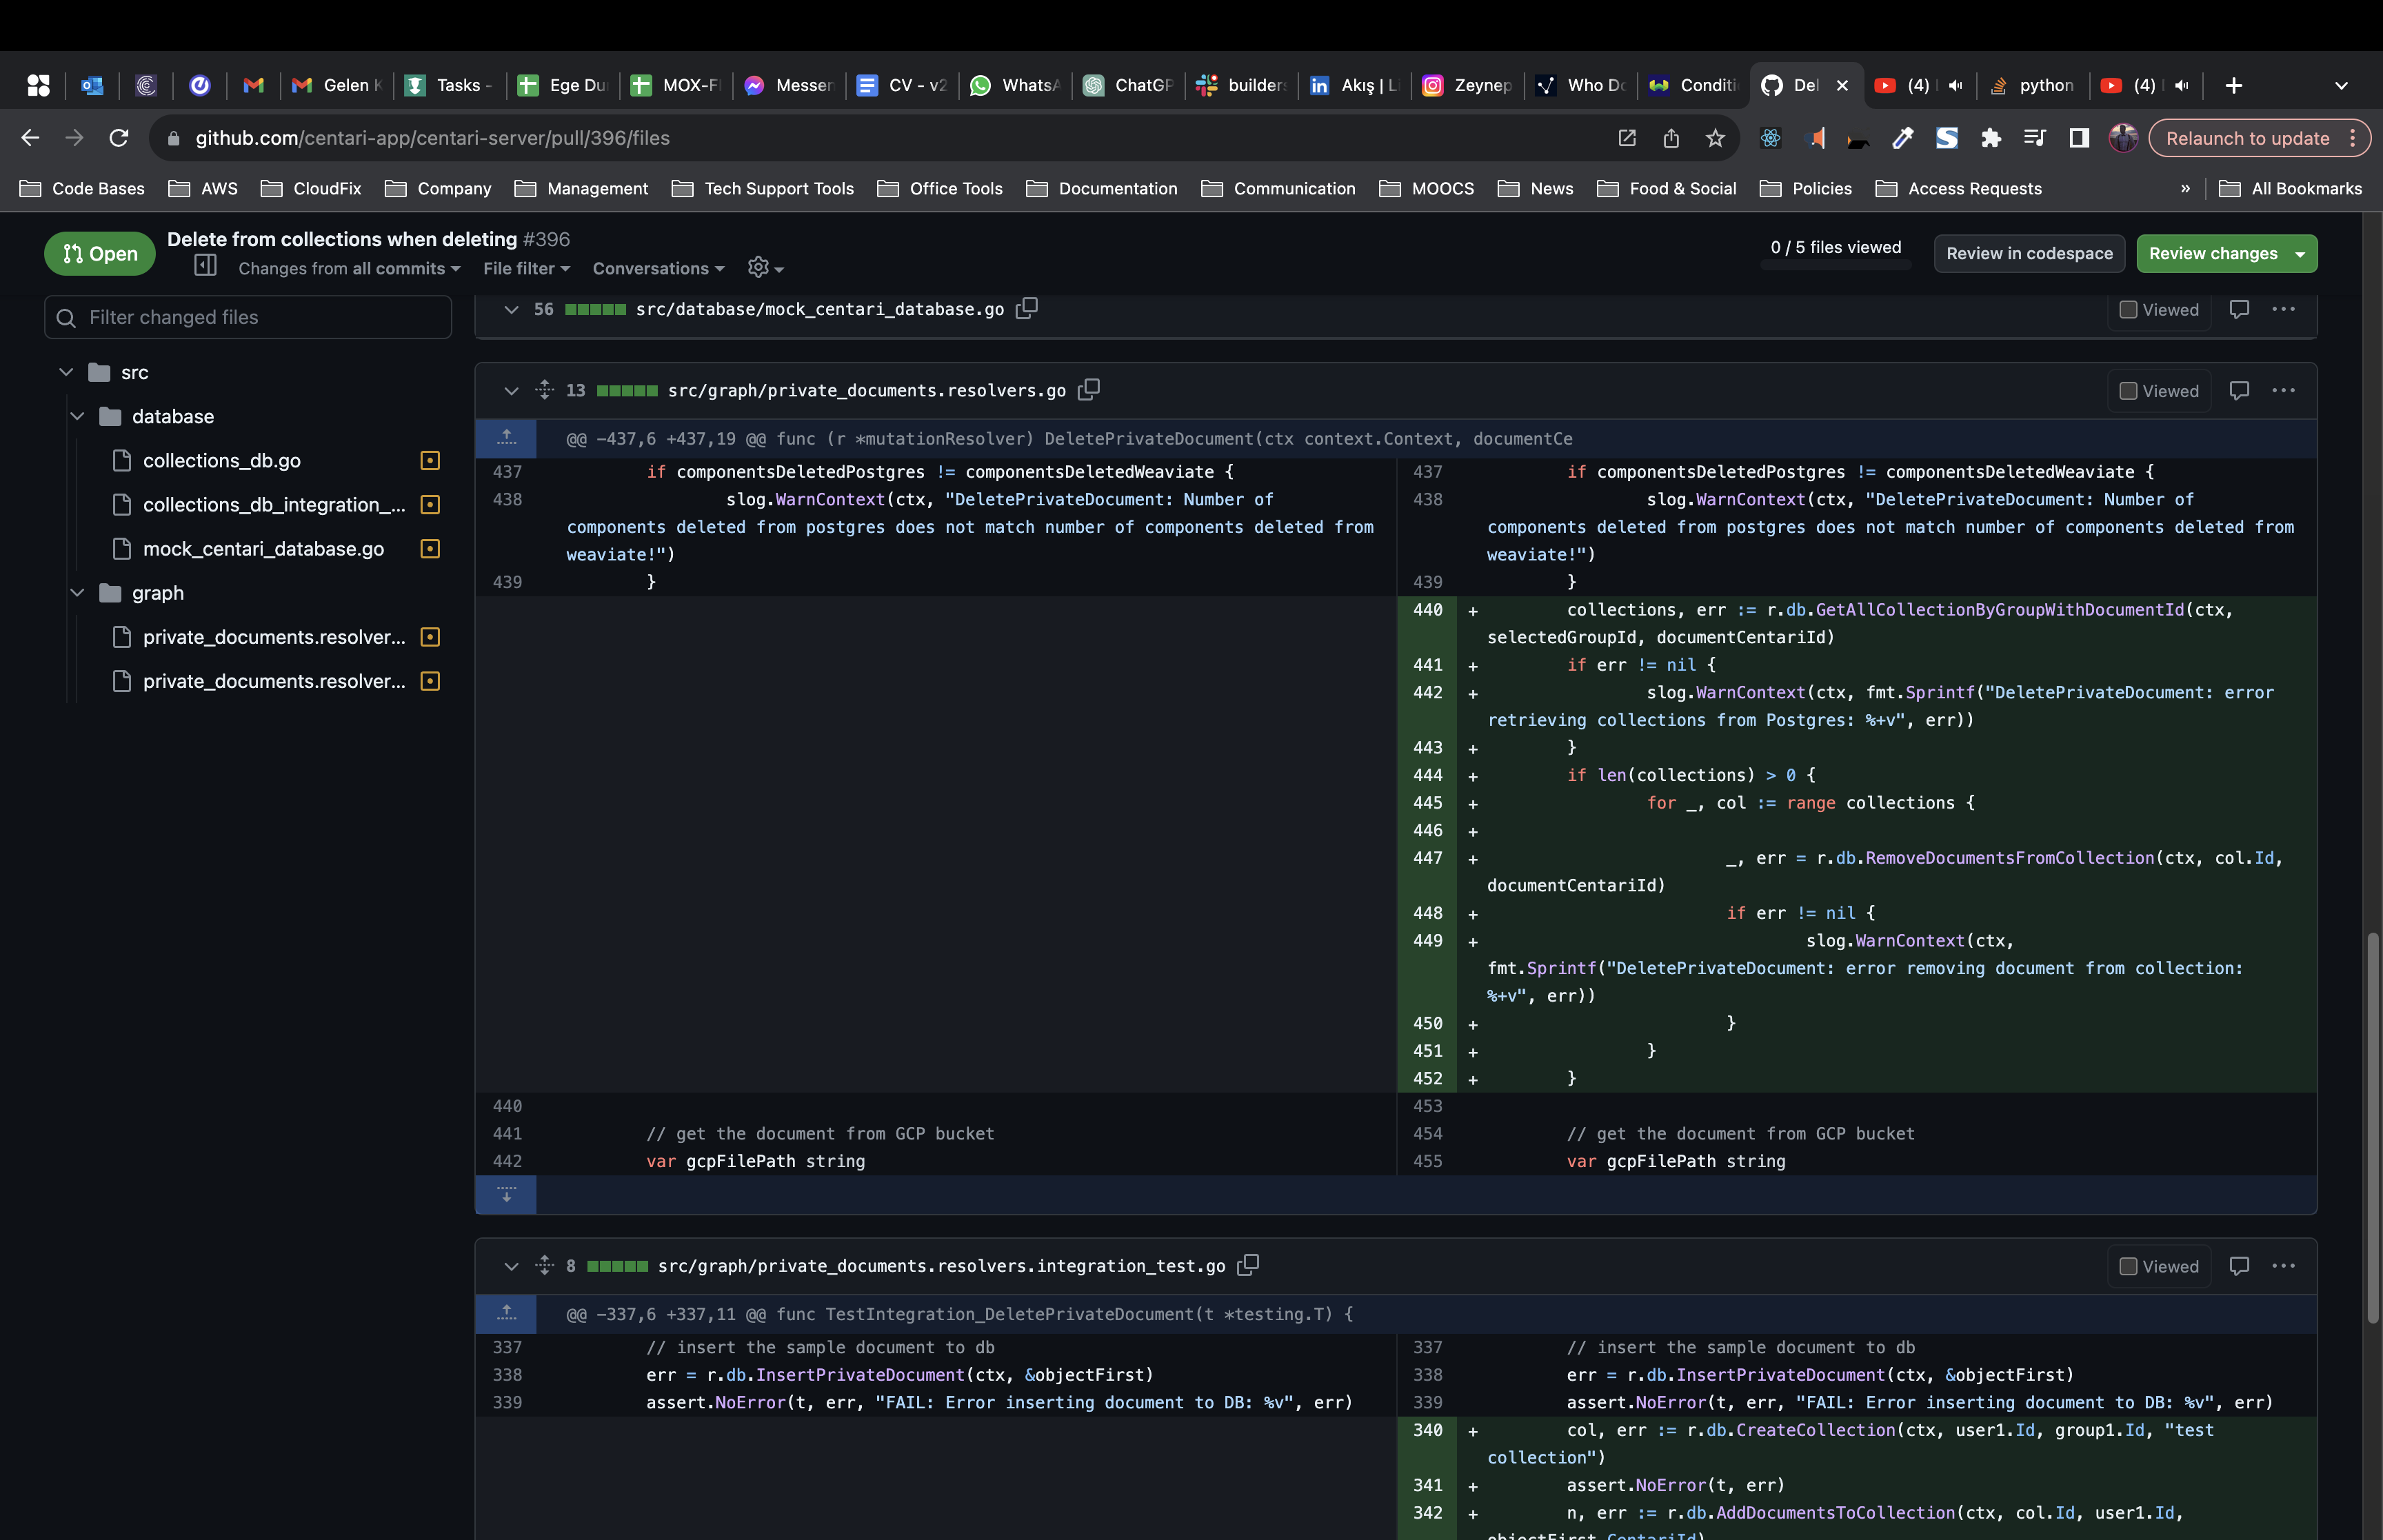 Gelen K
Tasks -
Ege Du
MOX-F
Messen
CV - v2
WhatsA
ChatGP
builders
Akış | L
Zeynep
Who Do
Conditi
Del
(4)
python
(4)
github.com/centari-app/centari-server/pull/396/files
Relaunch to update
Code Bases AWS CloudFix Company Management Tech Support Tools Office Tools Documentation Communication MOOCS News Food & Social Policies Access Requests » All Bookmarks
Open
Delete from collections when deleting #396
Changes from all commits File filter Conversations
0 / 5 files viewed
Review in codespace
Review changes
Filter changed files
src
database
collections_db.go
collections_db_integration_...
mock_centari_database.go
graph
private_documents.resolver...
private_documents.resolver...
56 src/database/mock_centari_database.go
Viewed
13 src/graph/private_documents.resolvers.go
Viewed
@@ -437,6 +437,19 @@ func (r *mutationResolver) DeletePrivateDocument(ctx context.Context, documentCe
437 if componentsDeletedPostgres != componentsDeletedWeaviate {
438 slog.WarnContext(ctx, "DeletePrivateDocument: Number of
components deleted from postgres does not match number of components deleted from
weaviate!")
439 }
440
441 // get the document from GCP bucket
442 var gcpFilePath string
437 if componentsDeletedPostgres != componentsDeletedWeaviate {
438 slog.WarnContext(ctx, "DeletePrivateDocument: Number of
components deleted from postgres does not match number of components deleted from
weaviate!")
439 }
440 + collections, err := r.db.GetAllCollectionByGroupWithDocumentId(ctx,
selectedGroupId, documentCentariId)
441 + if err != nil {
442 + slog.WarnContext(ctx, fmt.Sprintf("DeletePrivateDocument: error
retrieving collections from Postgres: %+v", err))
443 + }
444 + if len(collections) > 0 {
445 + for _, col := range collections {
446 +
447 + _, err = r.db.RemoveDocumentsFromCollection(ctx, col.Id,
documentCentariId)
448 + if err != nil {
449 + slog.WarnContext(ctx,
fmt.Sprintf("DeletePrivateDocument: error removing document from collection:
%+v", err))
450 + }
451 + }
452 + }
453
454 // get the document from GCP bucket
455 var gcpFilePath string
8 src/graph/private_documents.resolvers.integration_test.go
Viewed
@@ -337,6 +337,11 @@ func TestIntegration_DeletePrivateDocument(t *testing.T) {
337 // insert the sample document to db
338 err = r.db.InsertPrivateDocument(ctx, &objectFirst)
339 assert.NoError(t, err, "FAIL: Error inserting document to DB: %v", err)
337 // insert the sample document to db
338 err = r.db.InsertPrivateDocument(ctx, &objectFirst)
339 assert.NoError(t, err, "FAIL: Error inserting document to DB: %v", err)
340 + col, err := r.db.CreateCollection(ctx, user1.Id, group1.Id, "test
collection")
341 + assert.NoError(t, err)
342 + n, err := r.db.AddDocumentsToCollection(ctx, col.Id, user1.Id,
objectFirst.CentariId)